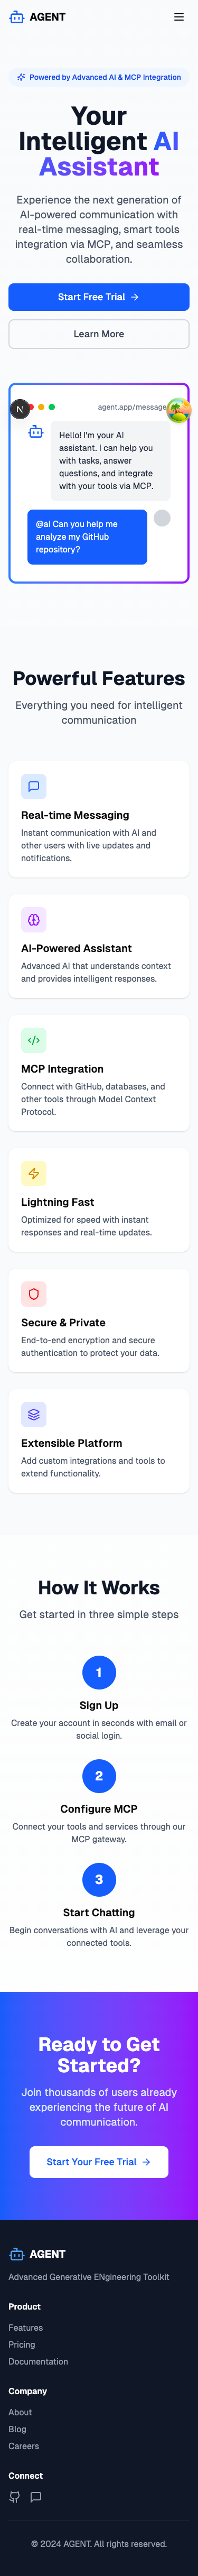 AGENT
Powered by Advanced AI & MCP Integration
Your
Intelligent AI
Assistant
Experience the next generation of
AI-powered communication with
real-time messaging, smart tools
integration via MCP, and seamless
collaboration.
Start Free Trial
Learn More
N
agent.app/message
Hello! I'm your AI
assistant. I can help you
with tasks, answer
questions, and integrate
with your tools via MCP.
@ai Can you help me
analyze my GitHub
repository?
Powerful Features
Everything you need for intelligent
communication
Real-time Messaging
Instant communication with AI and
other users with live updates and
notifications.
AI-Powered Assistant
Advanced AI that understands context
and provides intelligent responses.
MCP Integration
Connect with GitHub, databases, and
other tools through Model Context
Protocol.
Lightning Fast
Optimized for speed with instant
responses and real-time updates.
Secure & Private
End-to-end encryption and secure
authentication to protect your data.
Extensible Platform
Add custom integrations and tools to
extend functionality.
How It Works
Get started in three simple steps
1
Sign Up
Create your account in seconds with email or
social login.
2
Configure MCP
Connect your tools and services through our
MCP gateway.
3
Start Chatting
Begin conversations with AI and leverage your
connected tools.
Ready to Get
Started?
Join thousands of users already
experiencing the future of AI
communication.
Start Your Free Trial
AGENT
Advanced Generative ENgineering Toolkit
Product
Features
Pricing
Documentation
Company
About
Blog
Careers
Connect
© 2024 AGENT. All rights reserved.